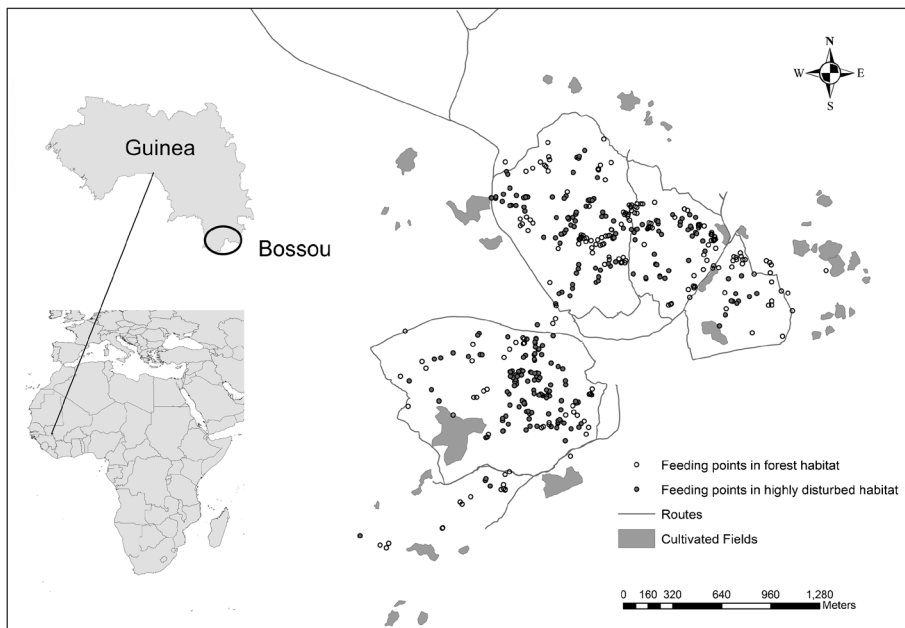 N
W E
S
Guinea
Bossou
Feeding points in forest habitat
Feeding points in highly disturbed habitat
Routes
Cultivated Fields
0 160 320 640 960 1,280
Meters